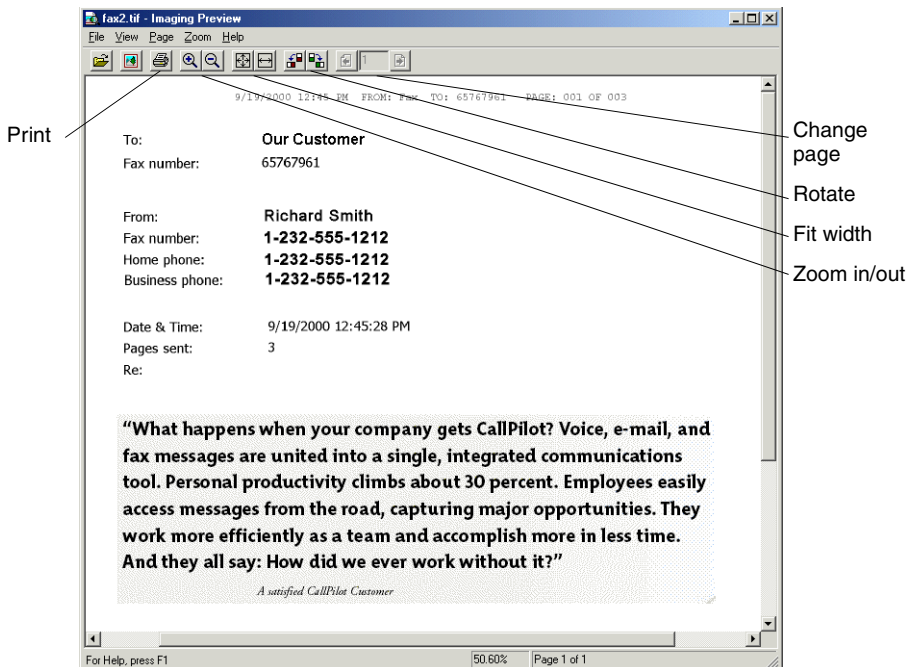 fax2.tif - Imaging Preview
File View Page Zoom Help
1
9/19/2000 12:45 PM FROM: Fax TO: 65767961 PAGE: 001 OF 003
Print
Change
page
Rotate
Fit width
Zoom in/out
To: Our Customer
Fax number: 65767961
From: Richard Smith
Fax number: 1-232-555-1212
Home phone: 1-232-555-1212
Business phone: 1-232-555-1212
Date & Time: 9/19/2000 12:45:28 PM
Pages sent: 3
Re:
“What happens when your company gets CallPilot? Voice, e-mail, and
fax messages are united into a single, integrated communications
tool. Personal productivity climbs about 30 percent. Employees easily
access messages from the road, capturing major opportunities. They
work more efficiently as a team and accomplish more in less time.
And they all say: How did we ever work without it?”
A satisfied CallPilot Customer
For Help, press F1 50.60% Page 1 of 1